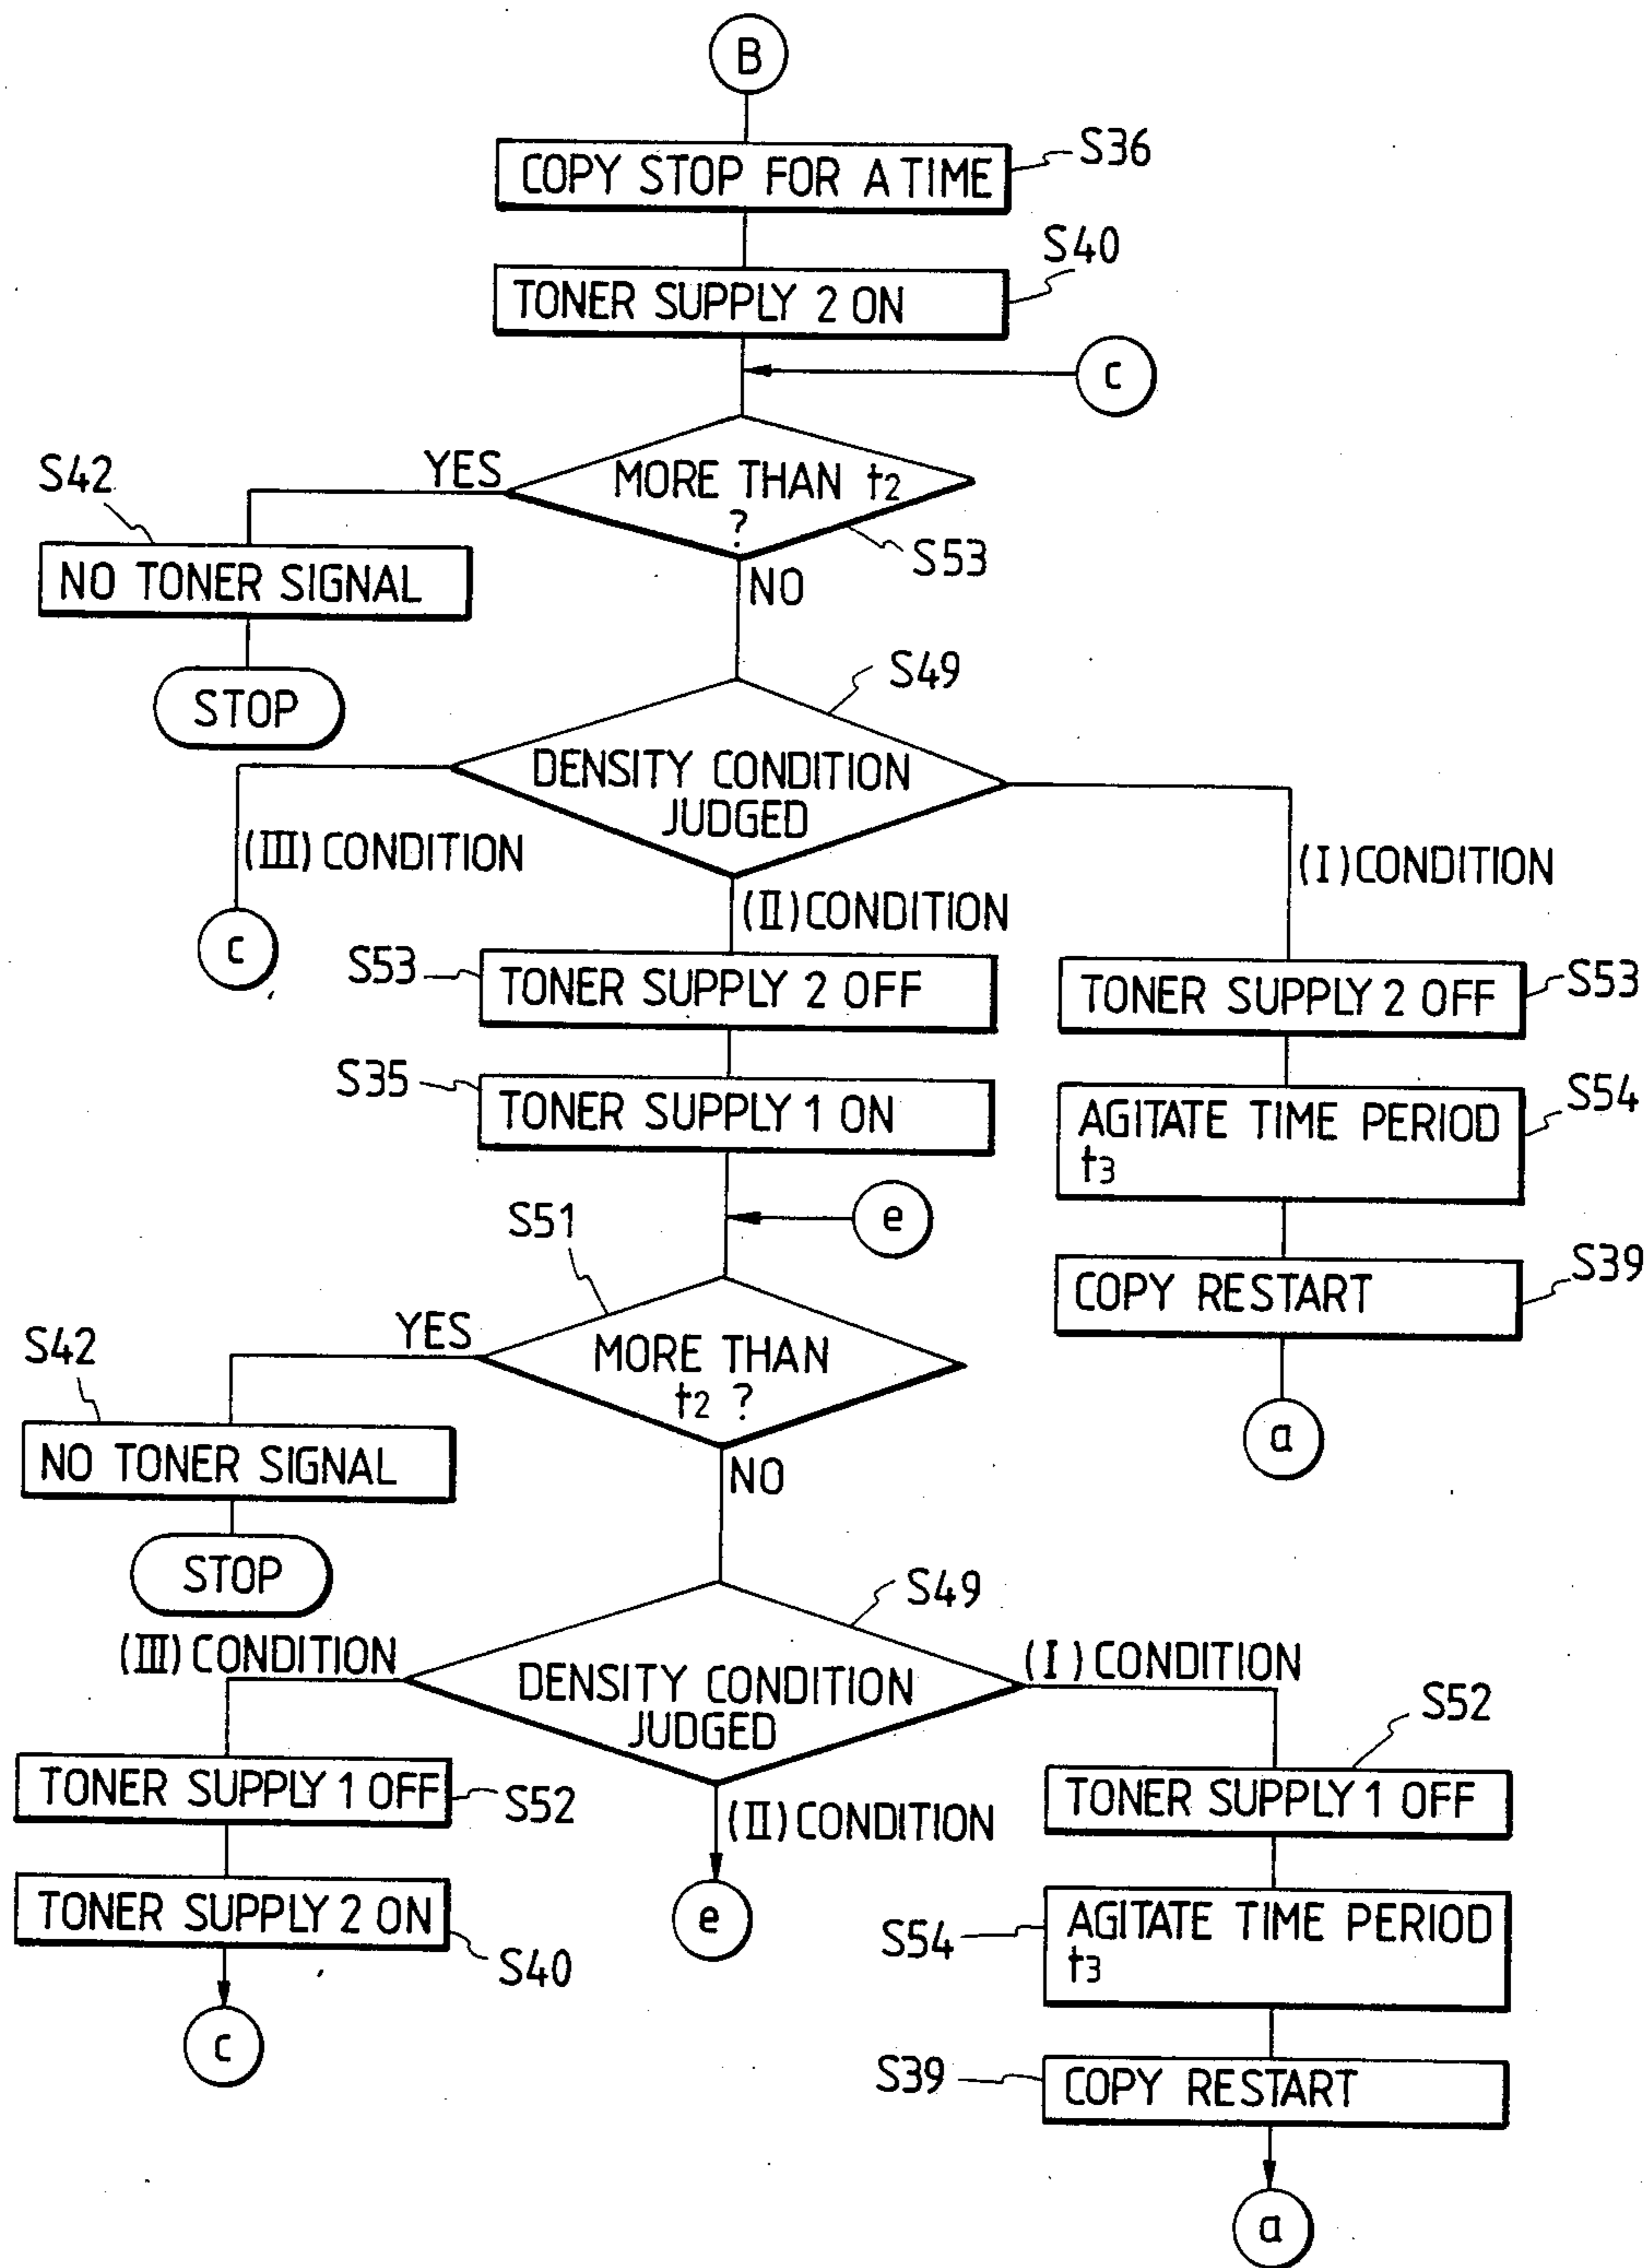 B
COPY STOP FOR A TIME
S36
TONER SUPPLY 2 ON
S40
c
MORE THAN t2
?
S53
YES
NO
S42
NO TONER SIGNAL
STOP
S49
DENSITY CONDITION
JUDGED
(III) CONDITION
(II) CONDITION
(I) CONDITION
c
S53
TONER SUPPLY 2 OFF
TONER SUPPLY 2 OFF
S53
S35
TONER SUPPLY 1 ON
AGITATE TIME PERIOD
t3
S54
e
COPY RESTART
S39
a
S51
MORE THAN
t2 ?
YES
NO
S42
NO TONER SIGNAL
STOP
S49
DENSITY CONDITION
JUDGED
(III) CONDITION
(I) CONDITION
(II) CONDITION
TONER SUPPLY 1 OFF
S52
TONER SUPPLY 2 ON
S40
c
e
S52
TONER SUPPLY 1 OFF
S54
AGITATE TIME PERIOD
t3
S39
COPY RESTART
a